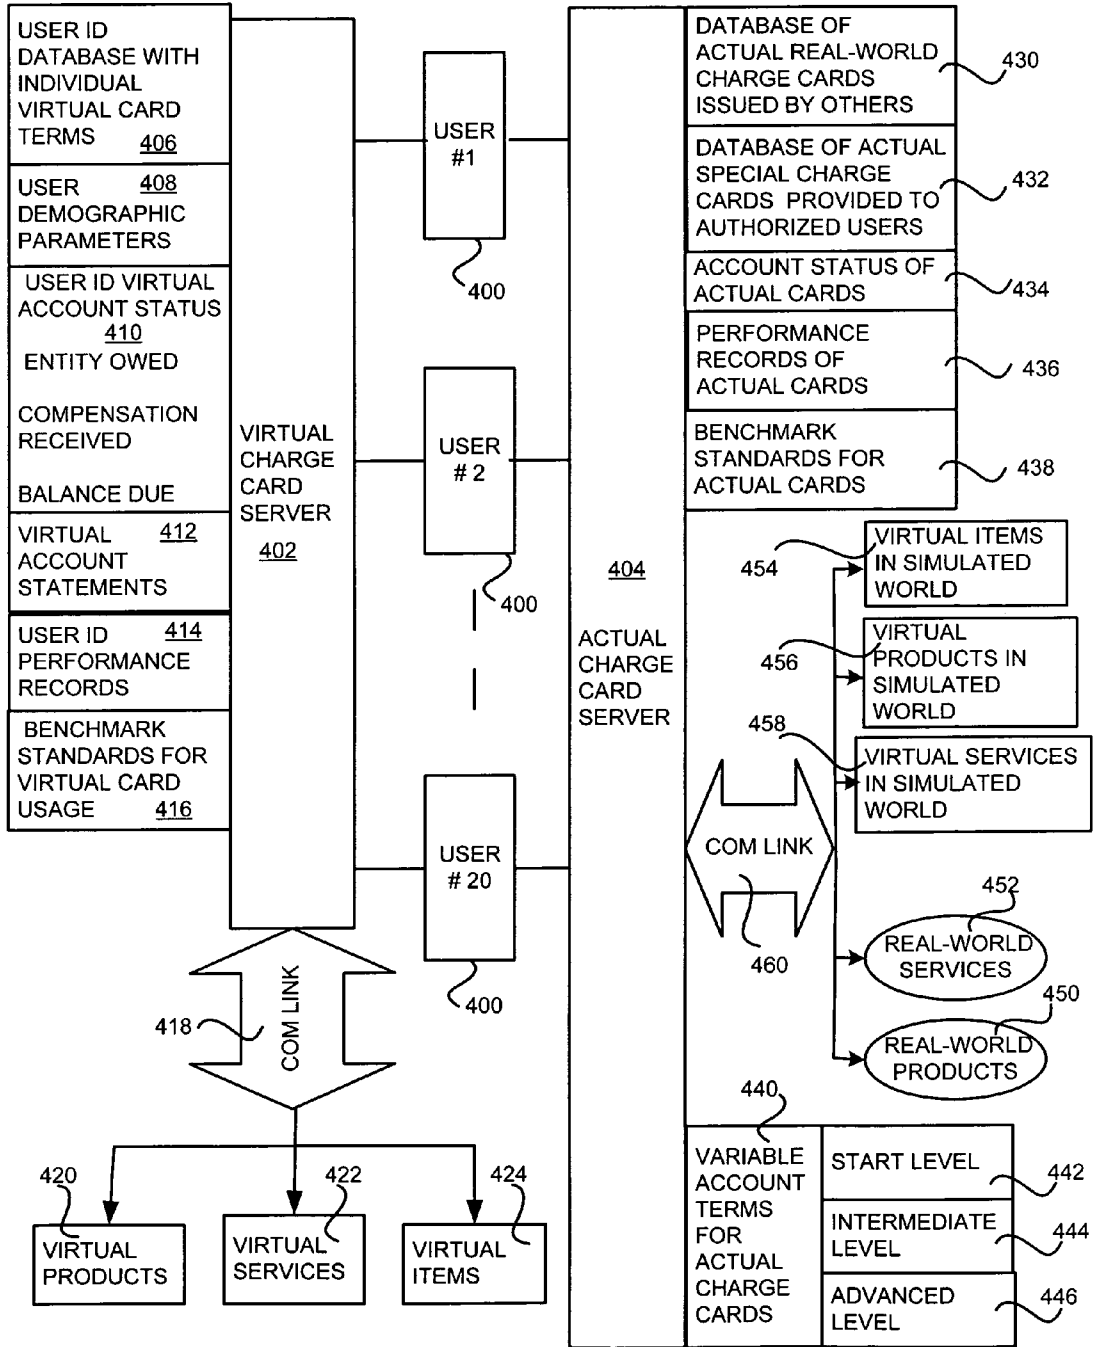 USER ID
DATABASE WITH
INDIVIDUAL
VIRTUAL CARD
TERMS 406
408
USER
DEMOGRAPHIC
PARAMETERS
USER ID VIRTUAL
ACCOUNT STATUS
410
ENTITY OWED
COMPENSATION
RECEIVED
BALANCE DUE
VIRTUAL 412
ACCOUNT
STATEMENTS
USER ID 414
PERFORMANCE
RECORDS
BENCHMARK
STANDARDS FOR
VIRTUAL CARD
USAGE 416
VIRTUAL
CHARGE
CARD
SERVER
402
USER
#1
400
USER
# 2
400
USER
# 20
400
404
ACTUAL
CHARGE
CARD
SERVER
DATABASE OF
ACTUAL REAL-WORLD
CHARGE CARDS
ISSUED BY OTHERS
430
DATABASE OF ACTUAL
SPECIAL CHARGE
CARDS PROVIDED TO
AUTHORIZED USERS
432
ACCOUNT STATUS OF
ACTUAL CARDS
434
PERFORMANCE
RECORDS OF
ACTUAL CARDS
436
BENCHMARK
STANDARDS FOR
ACTUAL CARDS
438
454
VIRTUAL ITEMS
IN SIMULATED
WORLD
456
VIRTUAL
PRODUCTS IN
SIMULATED
WORLD
458
VIRTUAL SERVICES
IN SIMULATED
WORLD
COM LINK
460
452
REAL-WORLD
SERVICES
450
REAL-WORLD
PRODUCTS
440
VARIABLE
ACCOUNT
TERMS
FOR
ACTUAL
CHARGE
CARDS
START LEVEL
442
INTERMEDIATE
LEVEL
444
ADVANCED
LEVEL
446
418
COM LINK
420
VIRTUAL
PRODUCTS
422
VIRTUAL
SERVICES
424
VIRTUAL
ITEMS